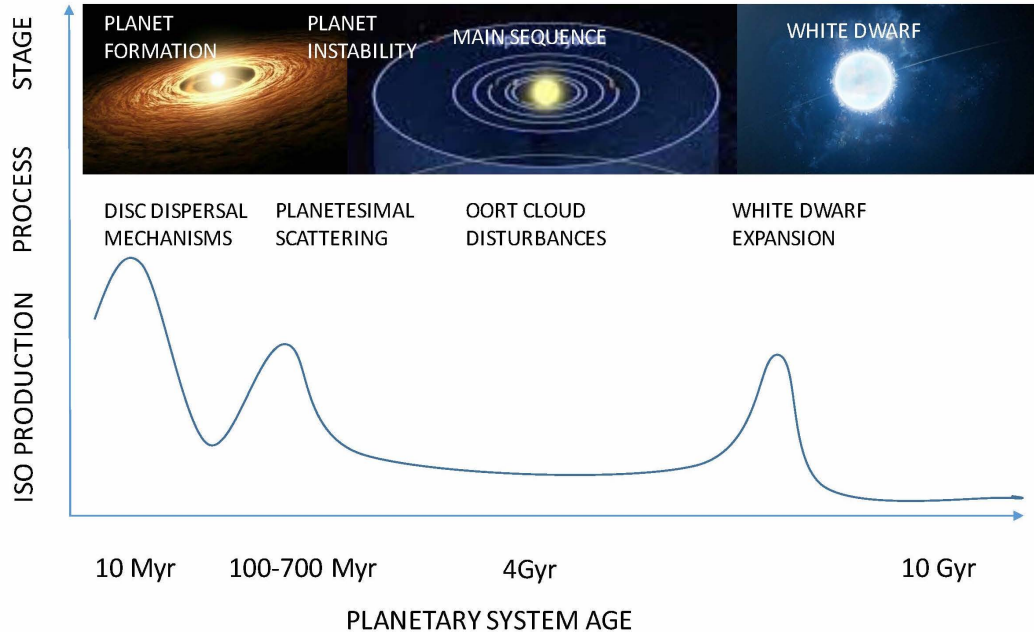 STAGE
PLANET
FORMATION
PLANET
INSTABILITY
MAIN SEQUENCE
WHITE DWARF
PROCESS
DISC DISPERSAL
MECHANISMS
PLANETESIMAL
SCATTERING
OORT CLOUD
DISTURBANCES
WHITE DWARF
EXPANSION
ISO PRODUCTION
10 Myr
100-700 Myr
4Gyr
10 Gyr
PLANETARY SYSTEM AGE